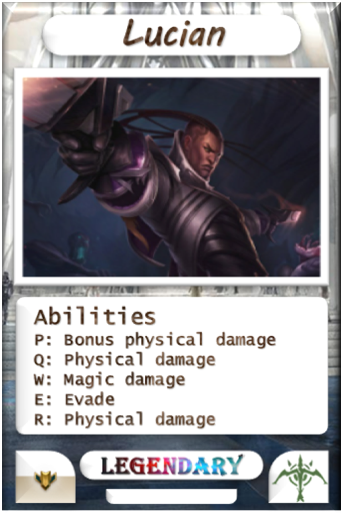 Lucian
Abilities
P: Bonus physical damage
Q: Physical damage
W: Magic damage
E: Evade
R: Physical damage
LEGENDARY